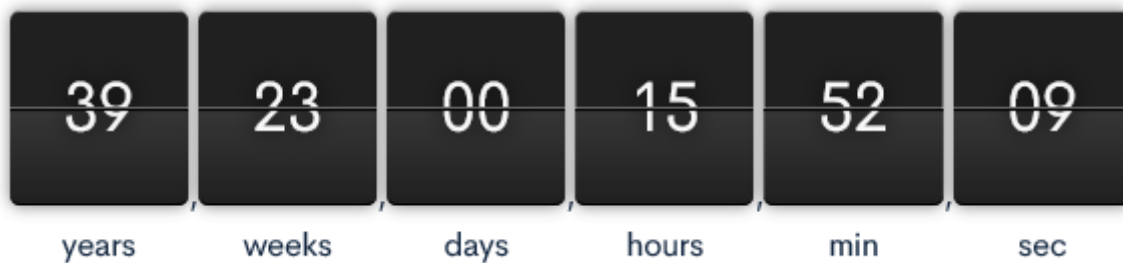 39, 23, 00, 15, 52, 09
years weeks days hours min sec